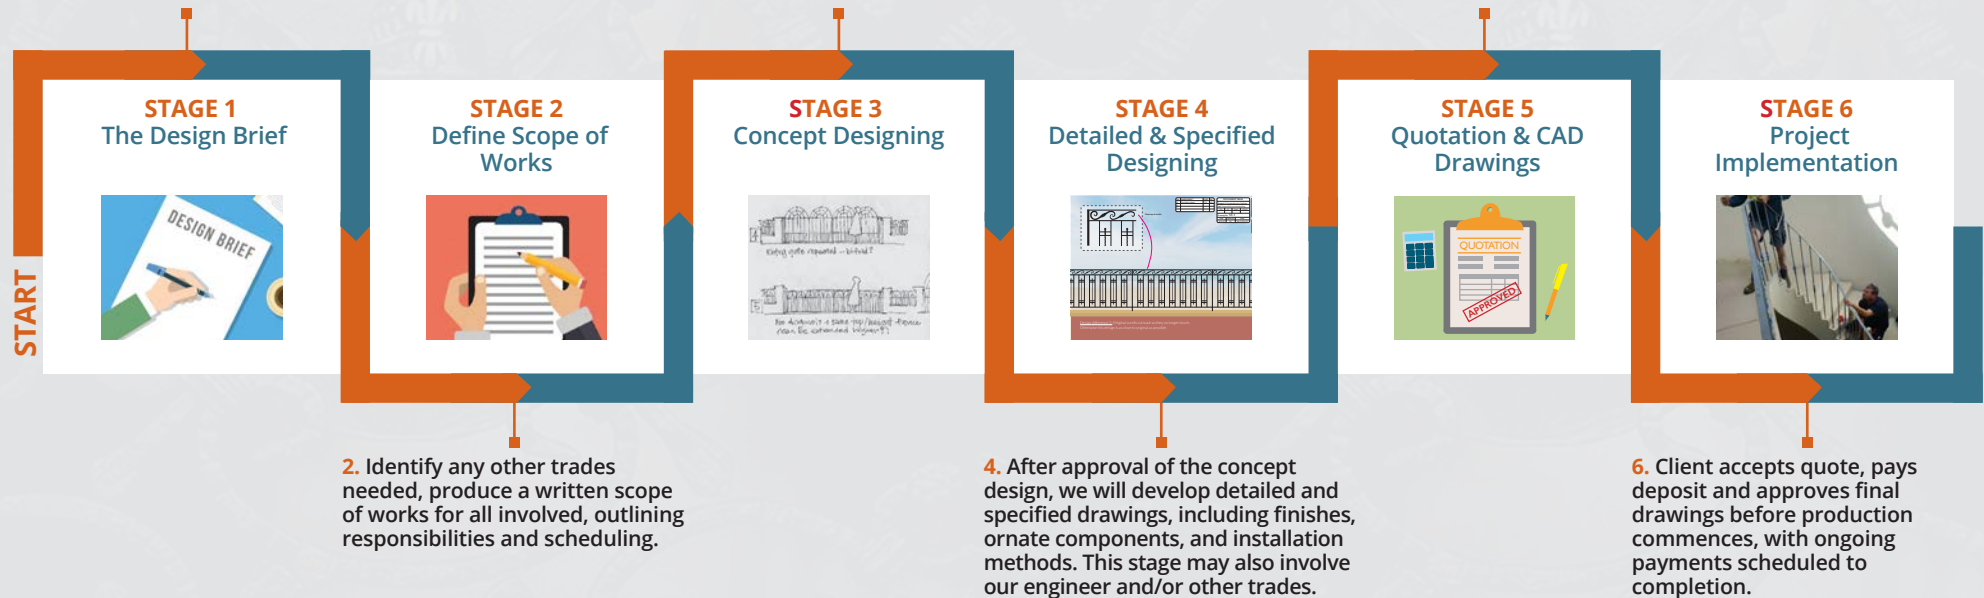 START
STAGE 1
The Design Brief
DESIGN BRIEF
STAGE 2
Define Scope of
Works
STAGE 3
Concept Designing
Entry gate repeated - bifold?
STAGE 4
Detailed & Specified
Designing
STAGE 5
Quotation & CAD
Drawings
QUOTATION
APPROVED
STAGE 6
Project
Implementation
2. Identify any other trades
needed, produce a written scope
of works for all involved, outlining
responsibilities and scheduling.
4. After approval of the concept
design, we will develop detailed and
specified drawings, including finishes,
ornate components, and installation
methods. This stage may also involve
our engineer and/or other trades.
6. Client accepts quote, pays
deposit and approves final
drawings before production
commences, with ongoing
payments scheduled to
completion.